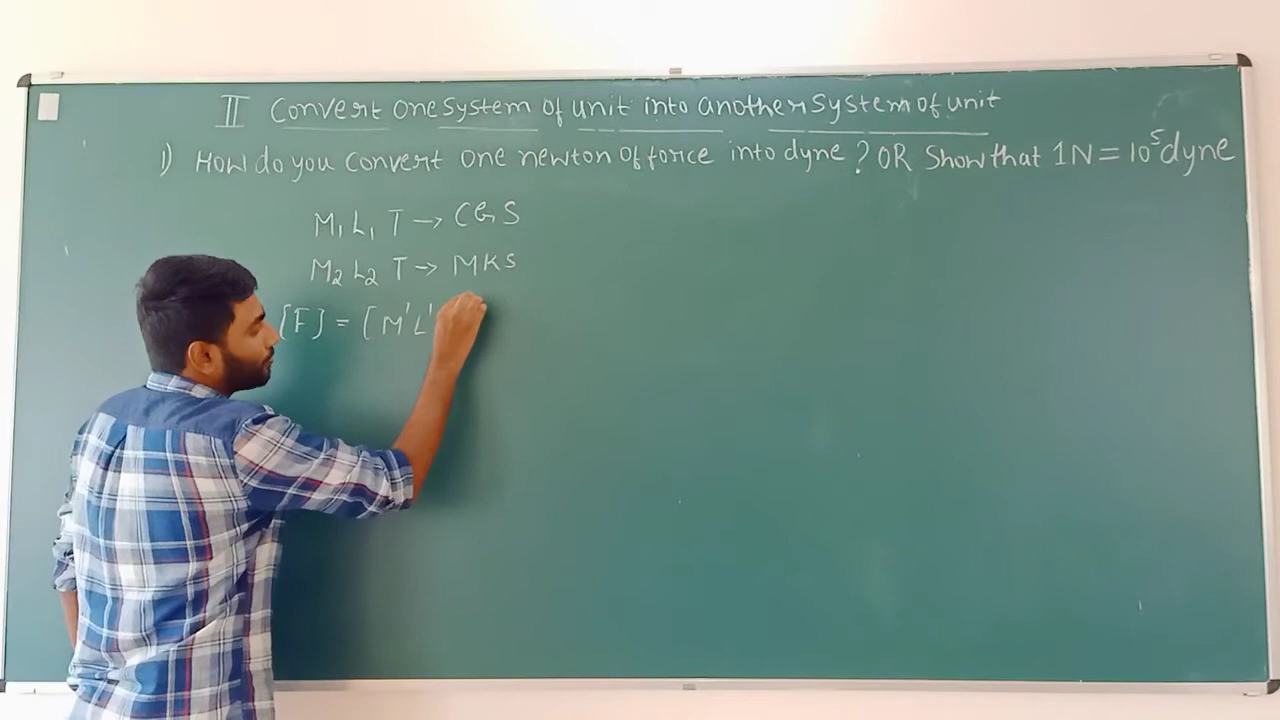 II Convert one system of unit into another system of unit
1) How do you convert one newton of force into dyne ? OR Show that 1N = 10⁵ dyne
M₁ L₁ T → CGS
M₂ L₂ T → MKS
[F] = [M¹L¹